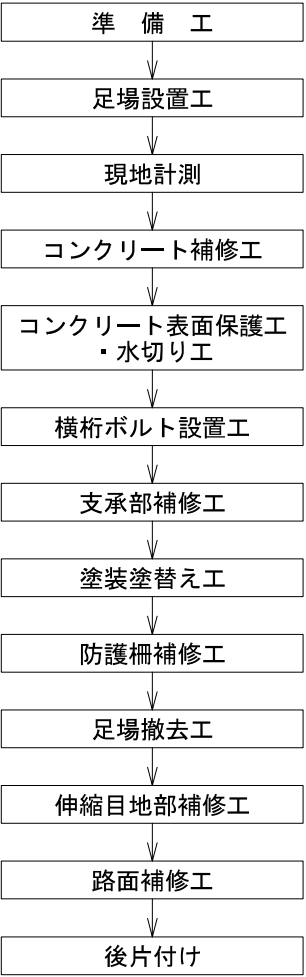 準　備　工
足場設置工
現地計測
コンクリート補修工
コンクリート表面保護工
・水切り工
横桁ボルト設置工
支承部補修工
塗装塗替え工
防護柵補修工
足場撤去工
伸縮目地部補修工
路面補修工
後片付け